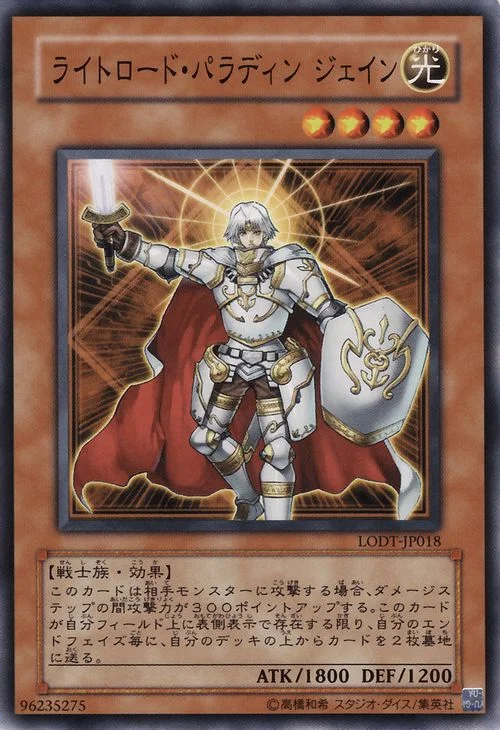 ライトロード・パラディン ジェイン
ひかり
光
LODT-JP018
【戦士族・効果】
このカードは相手モンスターに攻撃する場合、ダメージス
テップの間攻撃力が３００ポイントアップする。このカード
が自分フィールド上に表側表示で存在する限り、自分のエン
ドフェイズ毎に、自分のデッキの上からカードを２枚墓地
に送る。
ATK/1800 DEF/1200
96235275
©高橋和希 スタジオ・ダイス/集英社